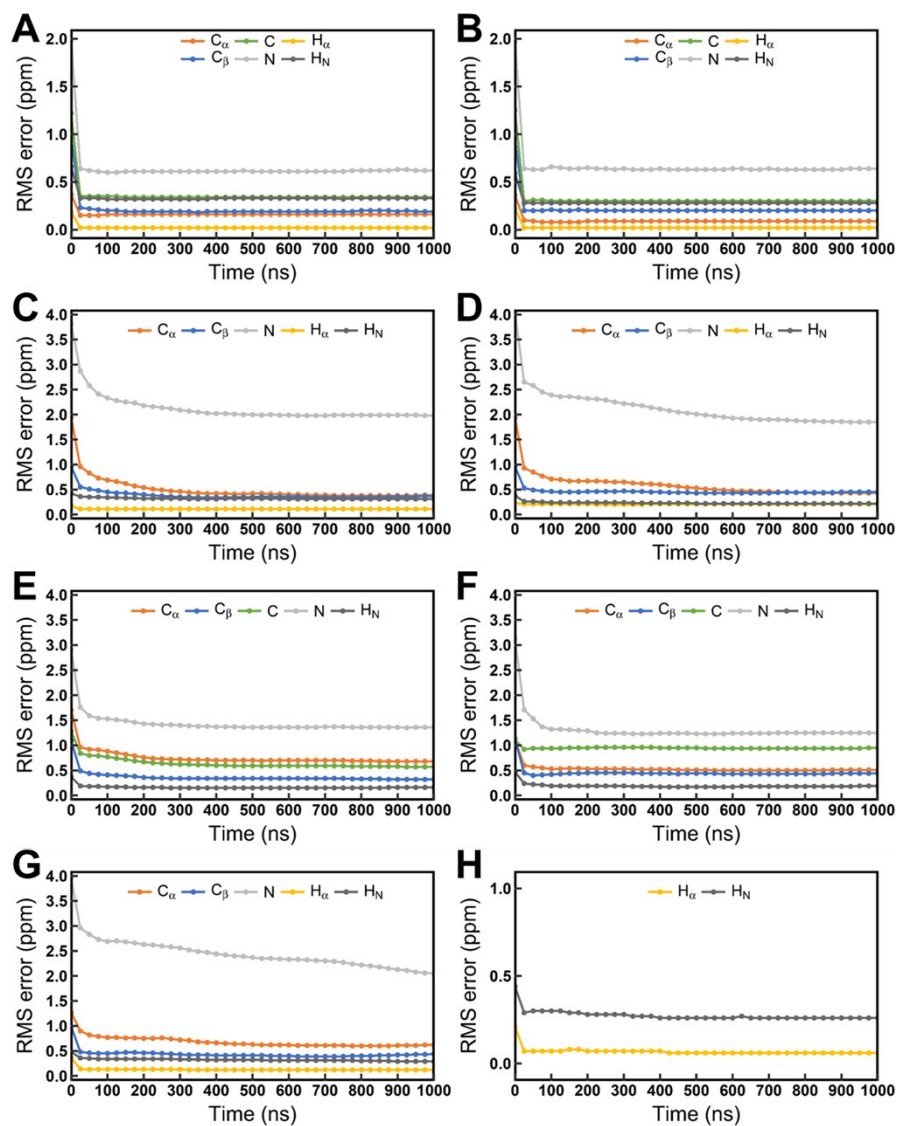 A
Cα C Hα
Cβ N HN
RMS error (ppm)
2.0
1.5
1.0
0.5
0.0
0 100 200 300 400 500 600 700 800 900 1000
Time (ns)
B
Cα C Hα
Cβ N HN
RMS error (ppm)
2.0
1.5
1.0
0.5
0.0
0 100 200 300 400 500 600 700 800 900 1000
Time (ns)
C
Cα Cβ N Hα HN
RMS error (ppm)
4.0
3.5
3.0
2.5
2.0
1.5
1.0
0.5
0.0
0 100 200 300 400 500 600 700 800 900 1000
Time (ns)
D
Cα Cβ N Hα HN
RMS error (ppm)
4.0
3.5
3.0
2.5
2.0
1.5
1.0
0.5
0.0
0 100 200 300 400 500 600 700 800 900 1000
Time (ns)
E
Cα Cβ C N HN
RMS error (ppm)
4.0
3.5
3.0
2.5
2.0
1.5
1.0
0.5
0.0
0 100 200 300 400 500 600 700 800 900 1000
Time (ns)
F
Cα Cβ C N HN
RMS error (ppm)
4.0
3.5
3.0
2.5
2.0
1.5
1.0
0.5
0.0
0 100 200 300 400 500 600 700 800 900 1000
Time (ns)
G
Cα Cβ N Hα HN
RMS error (ppm)
4.0
3.5
3.0
2.5
2.0
1.5
1.0
0.5
0.0
0 100 200 300 400 500 600 700 800 900 1000
Time (ns)
H
Hα HN
RMS error (ppm)
1.0
0.5
0.0
0 100 200 300 400 500 600 700 800 900 1000
Time (ns)